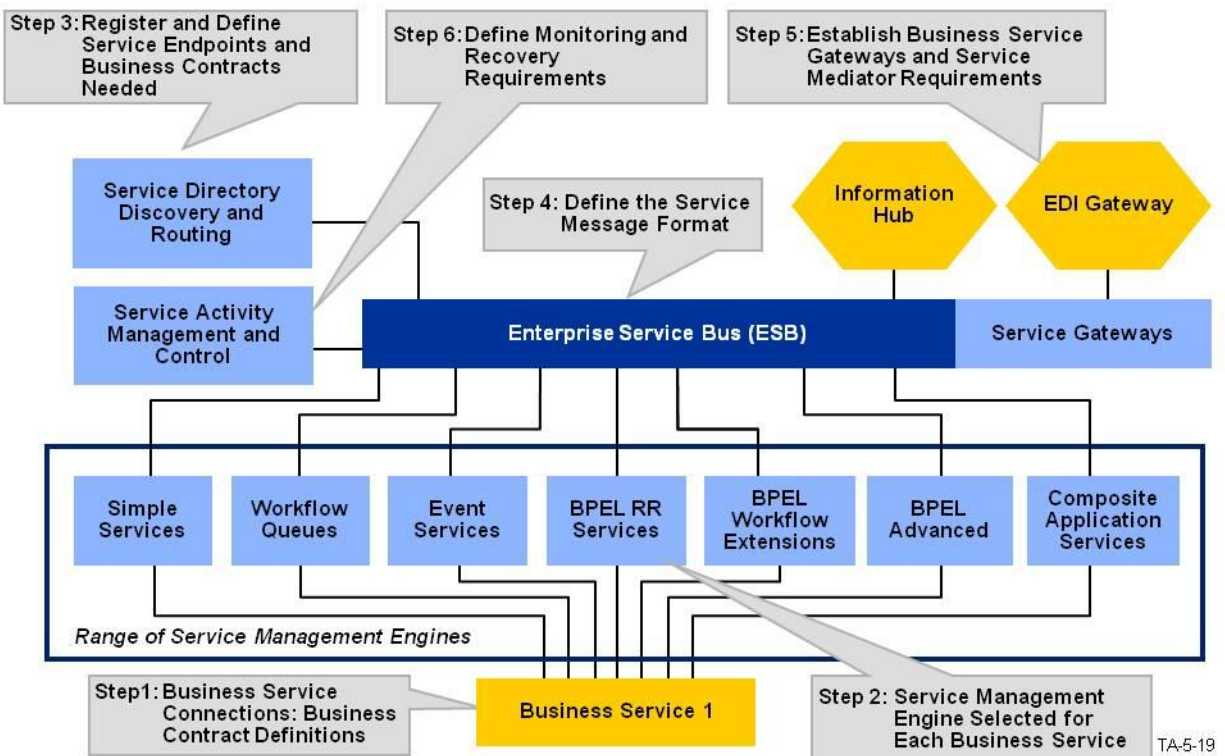 Step 3: Register and Define
Service Endpoints and
Business Contracts
Needed
Step 6: Define Monitoring and
Recovery
Requirements
Step 5: Establish Business Service
Gateways and Service
Mediator Requirements
Service Directory
Discovery and
Routing
Step 4: Define the Service
Message Format
Information
Hub
EDI Gateway
Service Activity
Management and
Control
Enterprise Service Bus (ESB)
Service Gateways
Simple
Services
Workflow
Queues
Event
Services
BPEL RR
Services
BPEL
Workflow
Extensions
BPEL
Advanced
Composite
Application
Services
Range of Service Management Engines
Step1: Business Service
Connections: Business
Contract Definitions
Business Service 1
Step 2: Service Management
Engine Selected for
Each Business Service
TA-5-19